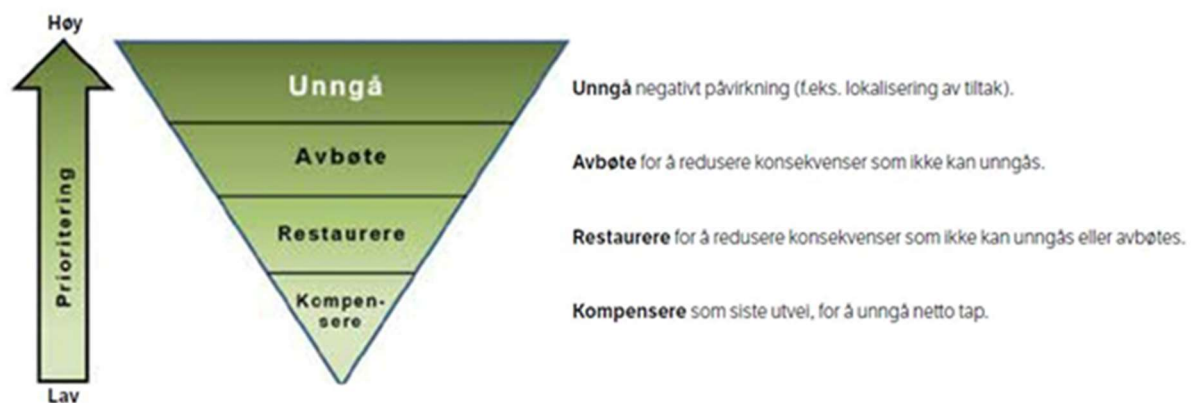 Høy
Unngå
Unngå negativt påvirkning (f.eks. lokalisering av tiltak).
Avbøte
Avbøte for å redusere konsekvenser som ikke kan unngås.
Prioritering
Restaurere
Restaurere for å redusere konsekvenser som ikke kan unngås eller avbøtes.
Kompen-
sere
Kompensere som siste utvei, for å unngå netto tap.
Lav